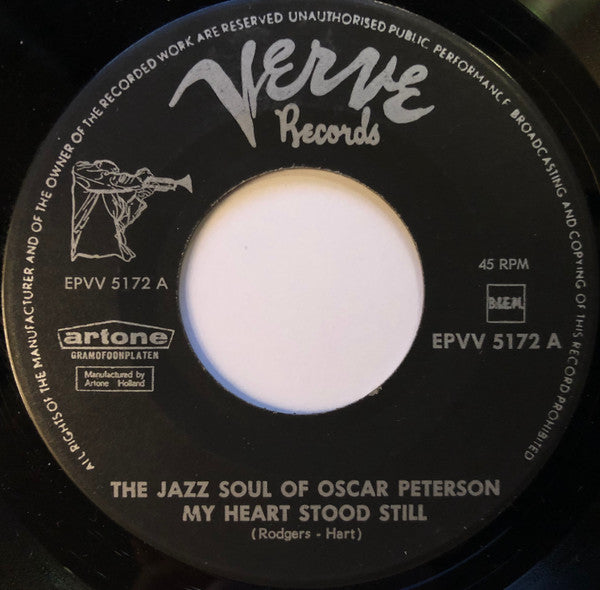 ALL RIGHTS OF THE MANUFACTURER AND OF THE OWNER OF THE RECORDED WORK ARE RESERVED UNAUTHORISED PUBLIC PERFORMANCE BROADCASTING AND COPYING OF THIS RECORD PROHIBITED
Verve
Records
EPVV 5172 A
45 RPM
B.I.E.M.
artone
GRAMOFOONPLATEN
Manufactured by
Artone Holland
EPVV 5172 A
THE JAZZ SOUL OF OSCAR PETERSON
MY HEART STOOD STILL
(Rodgers - Hart)